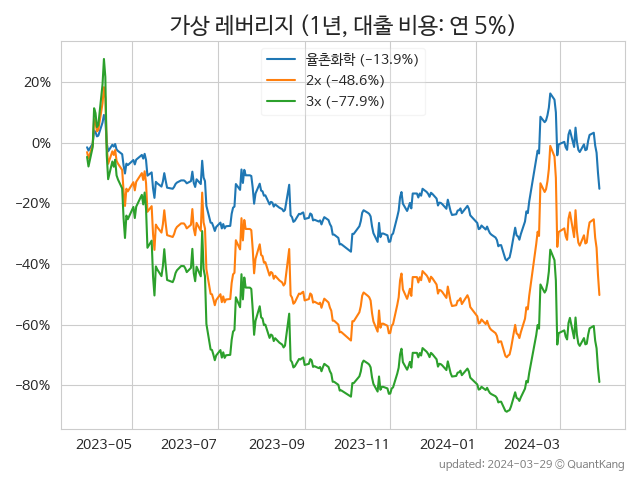 가상 레버리지 (1년, 대출 비용: 연 5%)
율촌화학 (−13.9%)
2x (−48.6%)
3x (−77.9%)
20%
0%
−20%
−40%
−60%
−80%
2023-05 2023-07 2023-09 2023-11 2024-01 2024-03
updated: 2024-03-29 © QuantKang